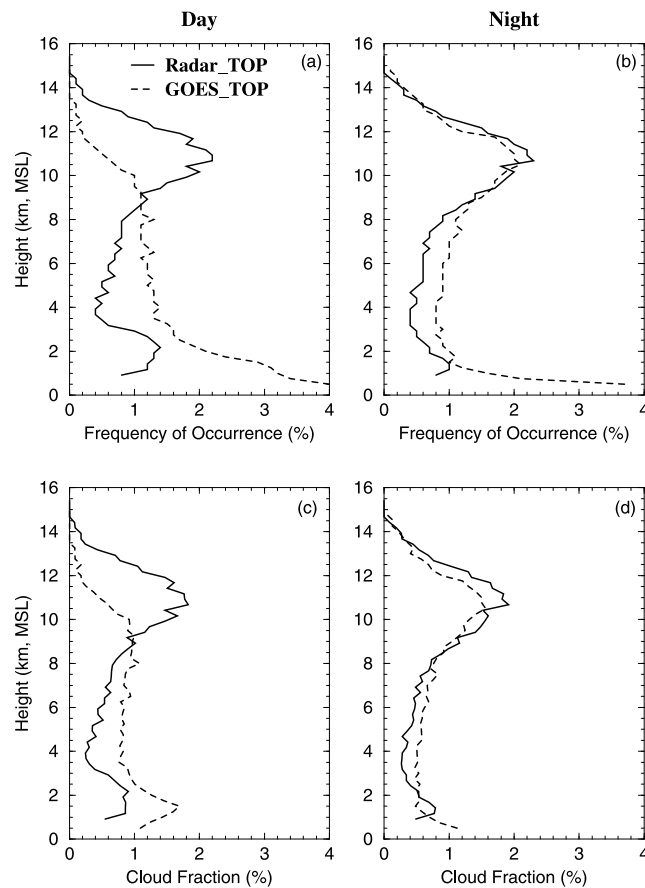 Day Night
16 (a) 16 (b)
Radar_TOP
14 14
GOES_TOP
12 12
10 10
Height (km, MSL)
8 8
6 6
4 4
2 2
0 0
0 1 2 3 4 0 1 2 3 4
Frequency of Occurrence (%) Frequency of Occurrence (%)
16 (c) 16 (d)
14 14
12 12
10 10
Height (km, MSL)
8 8
6 6
4 4
2 2
0 0
0 1 2 3 4 0 1 2 3 4
Cloud Fraction (%) Cloud Fraction (%)